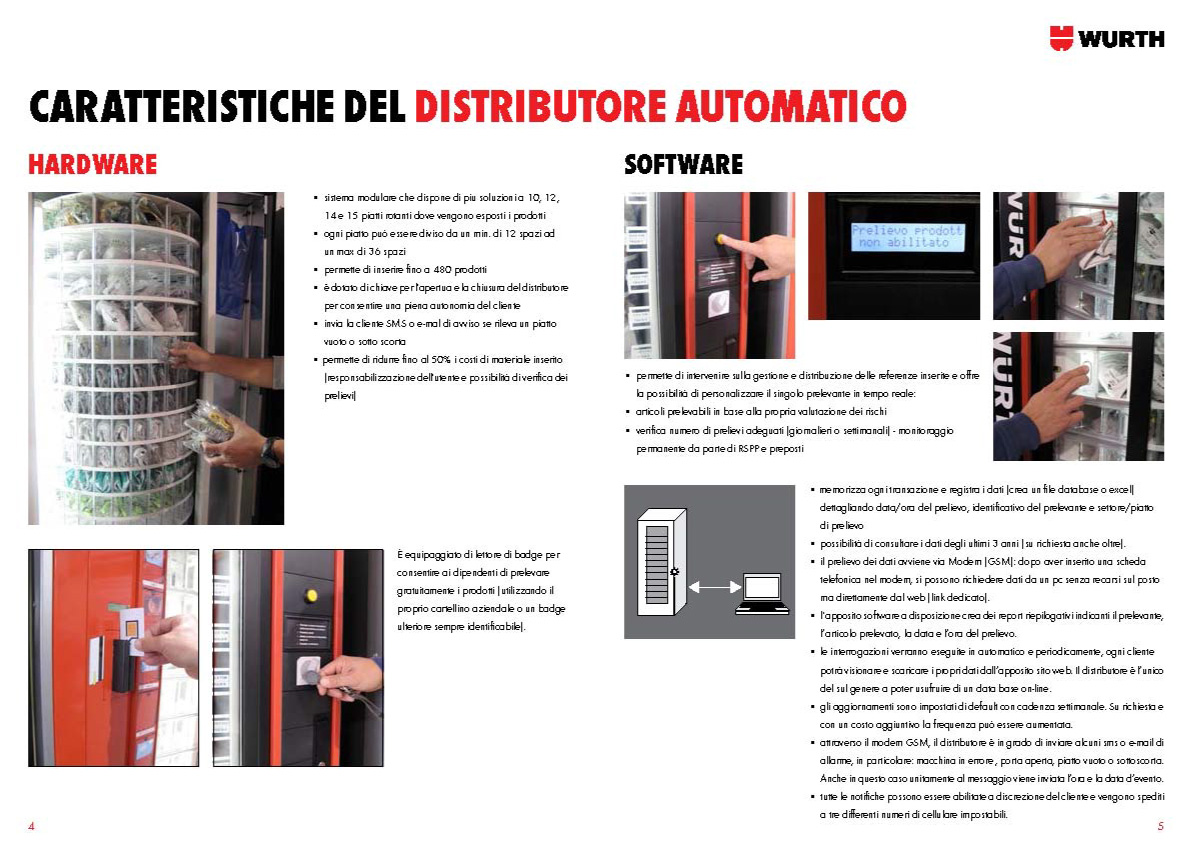 WURTH
CARATTERISTICHE DEL DISTRIBUTORE AUTOMATICO
HARDWARE
• sistema modulare che dispone di piu soluzioni a 10, 12,
14 e 15 piatti rotanti dove vengono esposti i prodotti
• ogni piatto può essere diviso da un min. di 12 spazi ad
un max di 36 spazi
• permette di inserire fino a 480 prodotti
• è dotato di chiave per l'apertura e la chiusura del distributore
per consentire una piena autonomia del cliente
• invia la cliente SMS o e-mal di avviso se rileva un piatto
vuoto o sotto scorta
• permette di ridurre fino al 50% i costi di materiale inserito
(responsabilizzazione dell'utente e possibilità di verifica dei
prelievi)
È equipaggiato di lettore di badge per
consentire ai dipendenti di prelevare
gratuitamente i prodotti (utilizzando il
proprio cartellino aziendale o un badge
ulteriore sempre identificabile).
4
SOFTWARE
Prelievo prodott
non abilitato
WÜR
WÜRT
• permette di intervenire sulla gestione e distribuzione delle referenze inserite e offre
la possibilità di personalizzare il singolo prelevante in tempo reale:
• articoli prelevabili in base alla propria valutazione dei rischi
• verifica numero di prelievi adeguati (giornalieri o settimanali) - monitoraggio
permanente da parte di RSPP e preposti
• memorizza ogni transazione e registra i dati (crea un file database o excel)
dettagliando data/ora del prelievo, identificativo del prelevante e settore/piatto
di prelievo
• possibilità di consultare i dati degli ultimi 3 anni (su richiesta anche oltre).
• il prelievo dei dati avviene via Modem (GSM): dopo aver inserito una scheda
telefonica nel modem, si possono richiedere dati da un pc senza recarsi sul posto
ma direttamente dal web (link dedicato).
• l'apposito software a disposizione crea dei report riepilogativi indicanti il prelevante,
l'articolo prelevato, la data e l'ora del prelievo.
• le interrogazioni verranno eseguite in automatico e periodicamente, ogni cliente
potrà visionare e scaricare i propri dati dall'apposito sito web. Il distributore è l'unico
del sul genere a poter usufruire di un data base on-line.
• gli aggiornamenti sono impostati di default con cadenza settimanale. Su richiesta e
con un costo aggiuntivo la frequenza può essere aumentata.
• attraverso il modem GSM, il distributore è in grado di inviare alcuni sms o e-mail di
allarme, in particolare: macchina in errore, porta aperta, piatto vuoto o sottoscorta.
Anche in questo caso unitamente al messaggio viene inviata l'ora e la data d'evento.
• tutte le notifiche possono essere abilitate a discrezione del cliente e vengono spediti
a tre differenti numeri di cellulare impostabili.
5